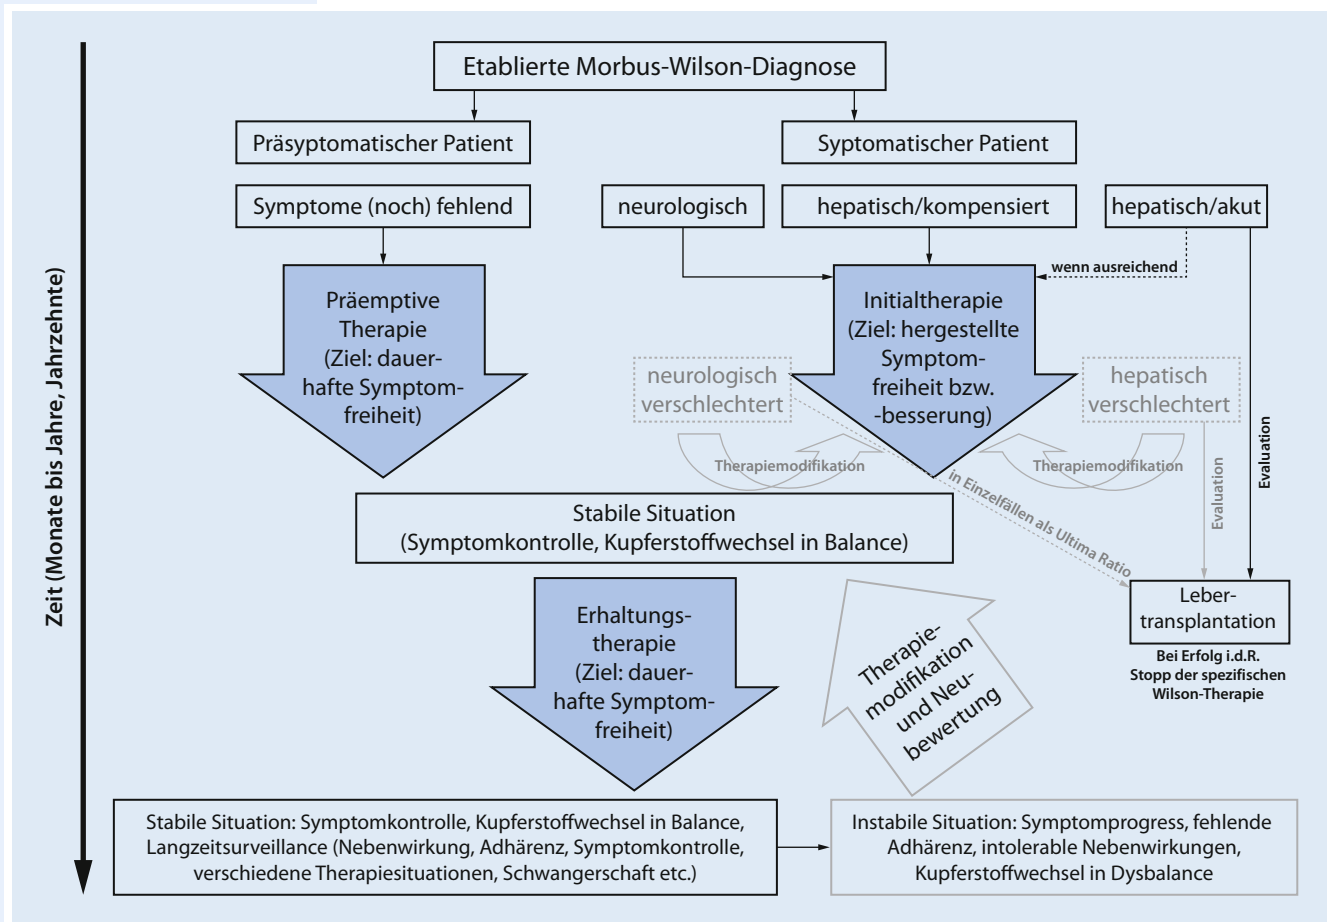 Etablierte Morbus-Wilson-Diagnose
Präsyptomatischer Patient
Syptomatischer Patient
Symptome (noch) fehlend
neurologisch
hepatisch/kompensiert
hepatisch/akut
wenn ausreichend
Präemptive
Therapie
(Ziel: dauer-
hafte Symptom-
freiheit)
Initialtherapie
(Ziel: hergestellte
Symptom-
freiheit bzw.
-besserung)
neurologisch
verschlechtert
hepatisch
verschlechtert
Therapiemodifikation
Therapiemodifikation
Evaluation
Evaluation
in Einzelfällen als Ultima Ratio
Zeit (Monate bis Jahre, Jahrzehnte)
Stabile Situation
(Symptomkontrolle, Kupferstoffwechsel in Balance)
Leber-
transplantation
Bei Erfolg i.d.R.
Stopp der spezifischen
Wilson-Therapie
Erhaltungs-
therapie
(Ziel: dauer-
hafte Symptom-
freiheit)
Therapie-
modifikation
und Neu-
bewertung
Stabile Situation: Symptomkontrolle, Kupferstoffwechsel in Balance,
Langzeitsurveillance (Nebenwirkung, Adhärenz, Symptomkontrolle,
verschiedene Therapiesituationen, Schwangerschaft etc.)
Instabile Situation: Symptomprogress, fehlende
Adhärenz, intolerable Nebenwirkungen,
Kupferstoffwechsel in Dysbalance